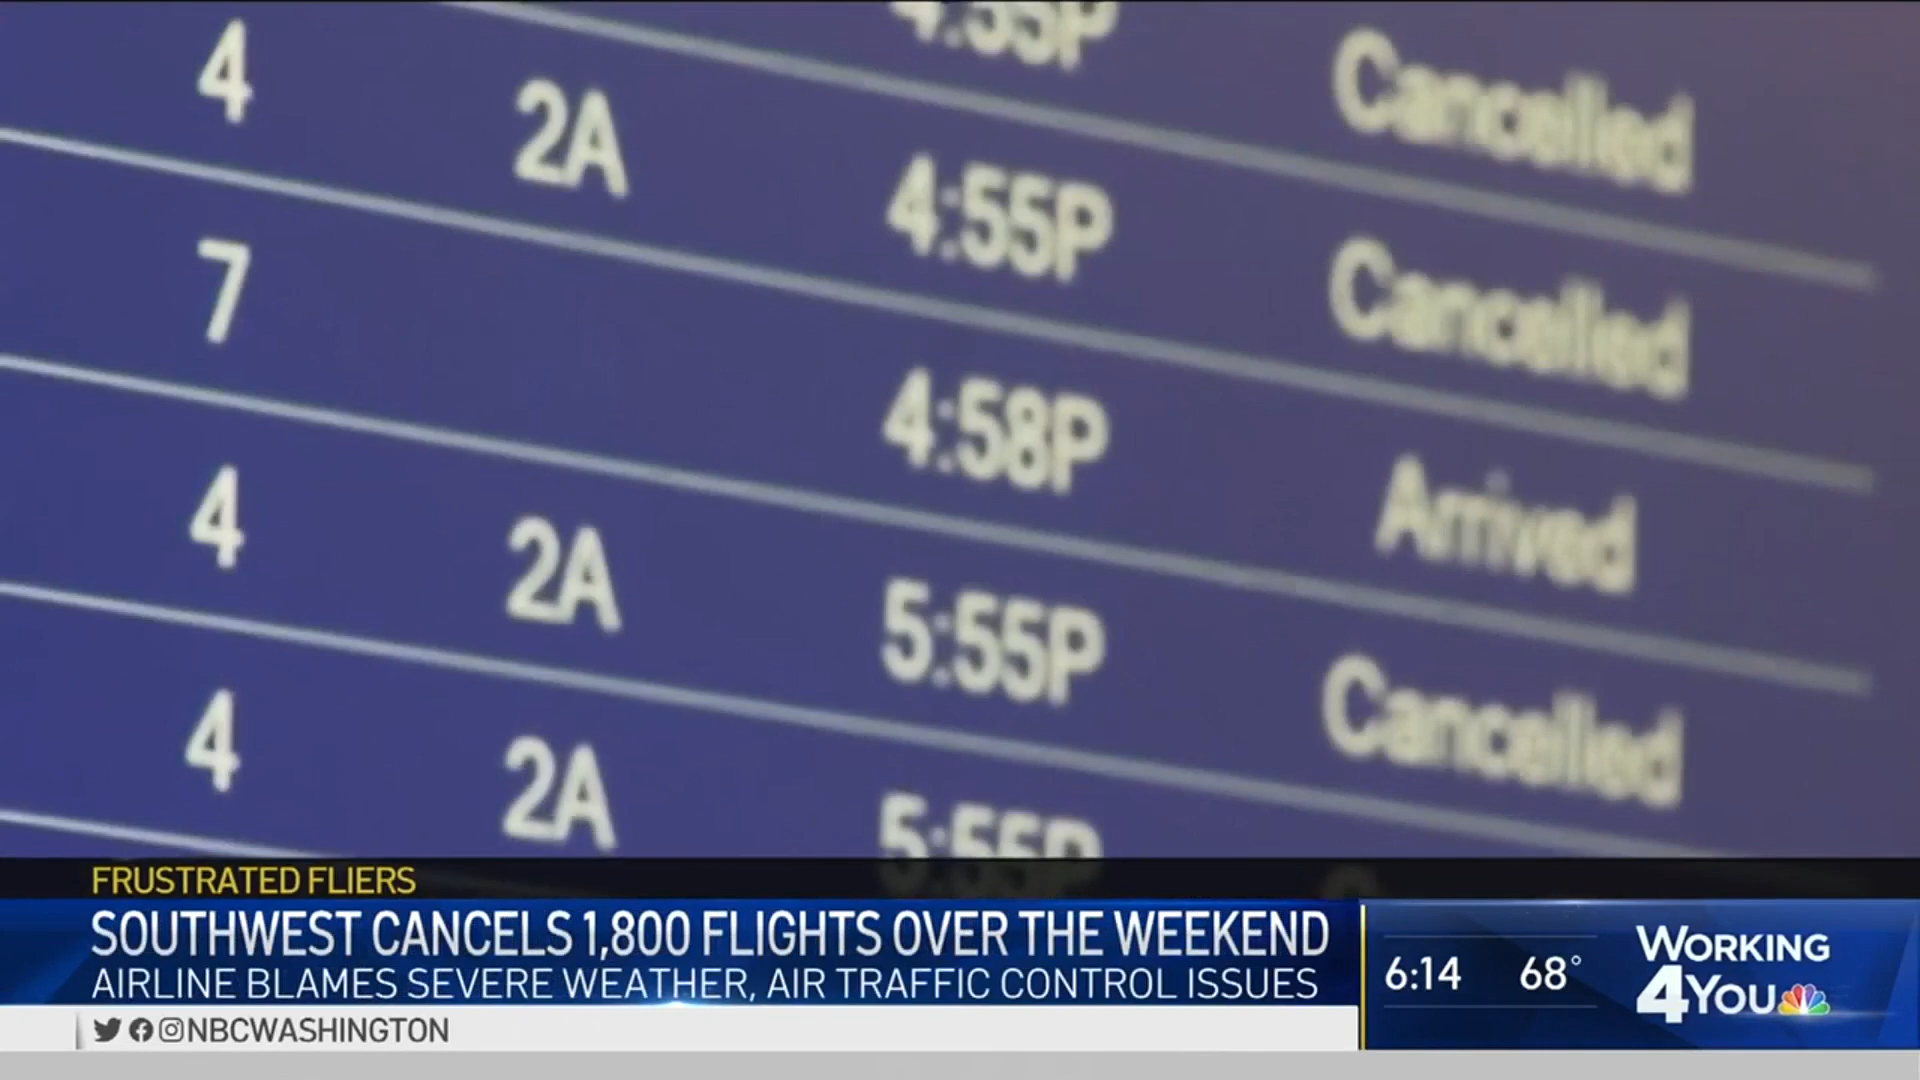 4:55P Cancelled
4 2A 4:55P Cancelled
7 4:58P Arrived
4 2A 5:55P Cancelled
4 2A 5:55P
FRUSTRATED FLIERS
SOUTHWEST CANCELS 1,800 FLIGHTS OVER THE WEEKEND
AIRLINE BLAMES SEVERE WEATHER, AIR TRAFFIC CONTROL ISSUES
NBCWASHINGTON
6:14 68°
WORKING
4YOU